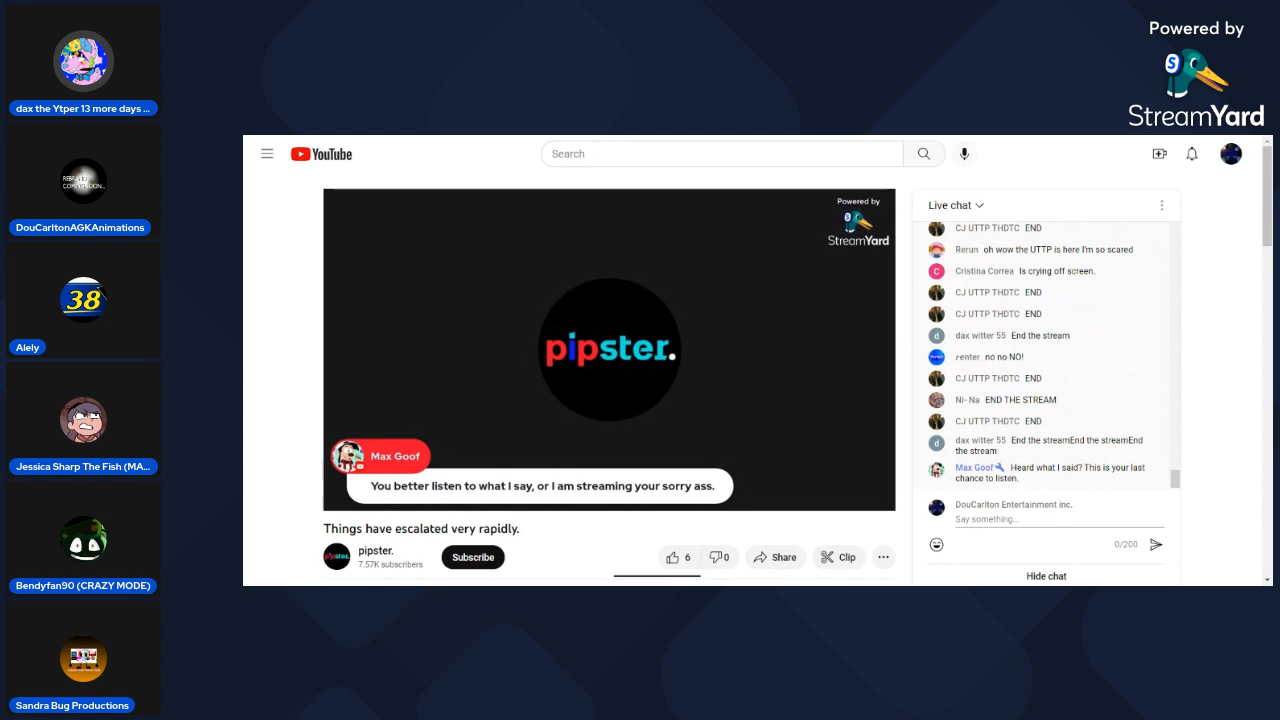 Powered by
StreamYard
dax the Ytper 13 more days ...
REBRAND
COMING SOON...
DouCarltonAGKAnimations
38
Alely
Jessica Sharp The Fish (MA...
Bendyfan90 (CRAZY MODE)
Sandra Bug Productions
YouTube
Search
Powered by
StreamYard
pipster.
Max Goof
You better listen to what I say, or I am streaming your sorry ass.
Things have escalated very rapidly.
pipster.
pipster.
7.57K subscribers
Subscribe
6
0
Share
Clip
Live chat
CJ UTTP THDTC END
Rerun oh wow the UTTP is here I'm so scared
C
Cristina Correa Is crying off screen.
CJ UTTP THDTC END
CJ UTTP THDTC END
d
dax witter 55 End the stream
renter no no NO!
CJ UTTP THDTC END
Ni- Na END THE STREAM
CJ UTTP THDTC END
d
dax witter 55 End the streamEnd the streamEnd
the stream
Max Goof Heard what I said? This is your last
chance to listen.
DouCarlton Entertainment inc.
Say something...
0/200
Hide chat